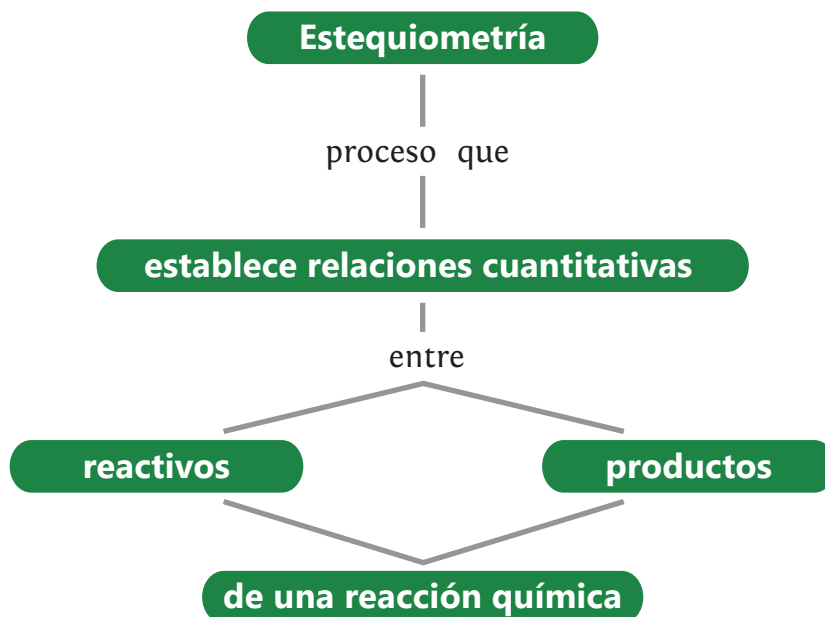 Estequiometría
proceso que
establece relaciones cuantitativas
entre
reactivos
productos
de una reacción química